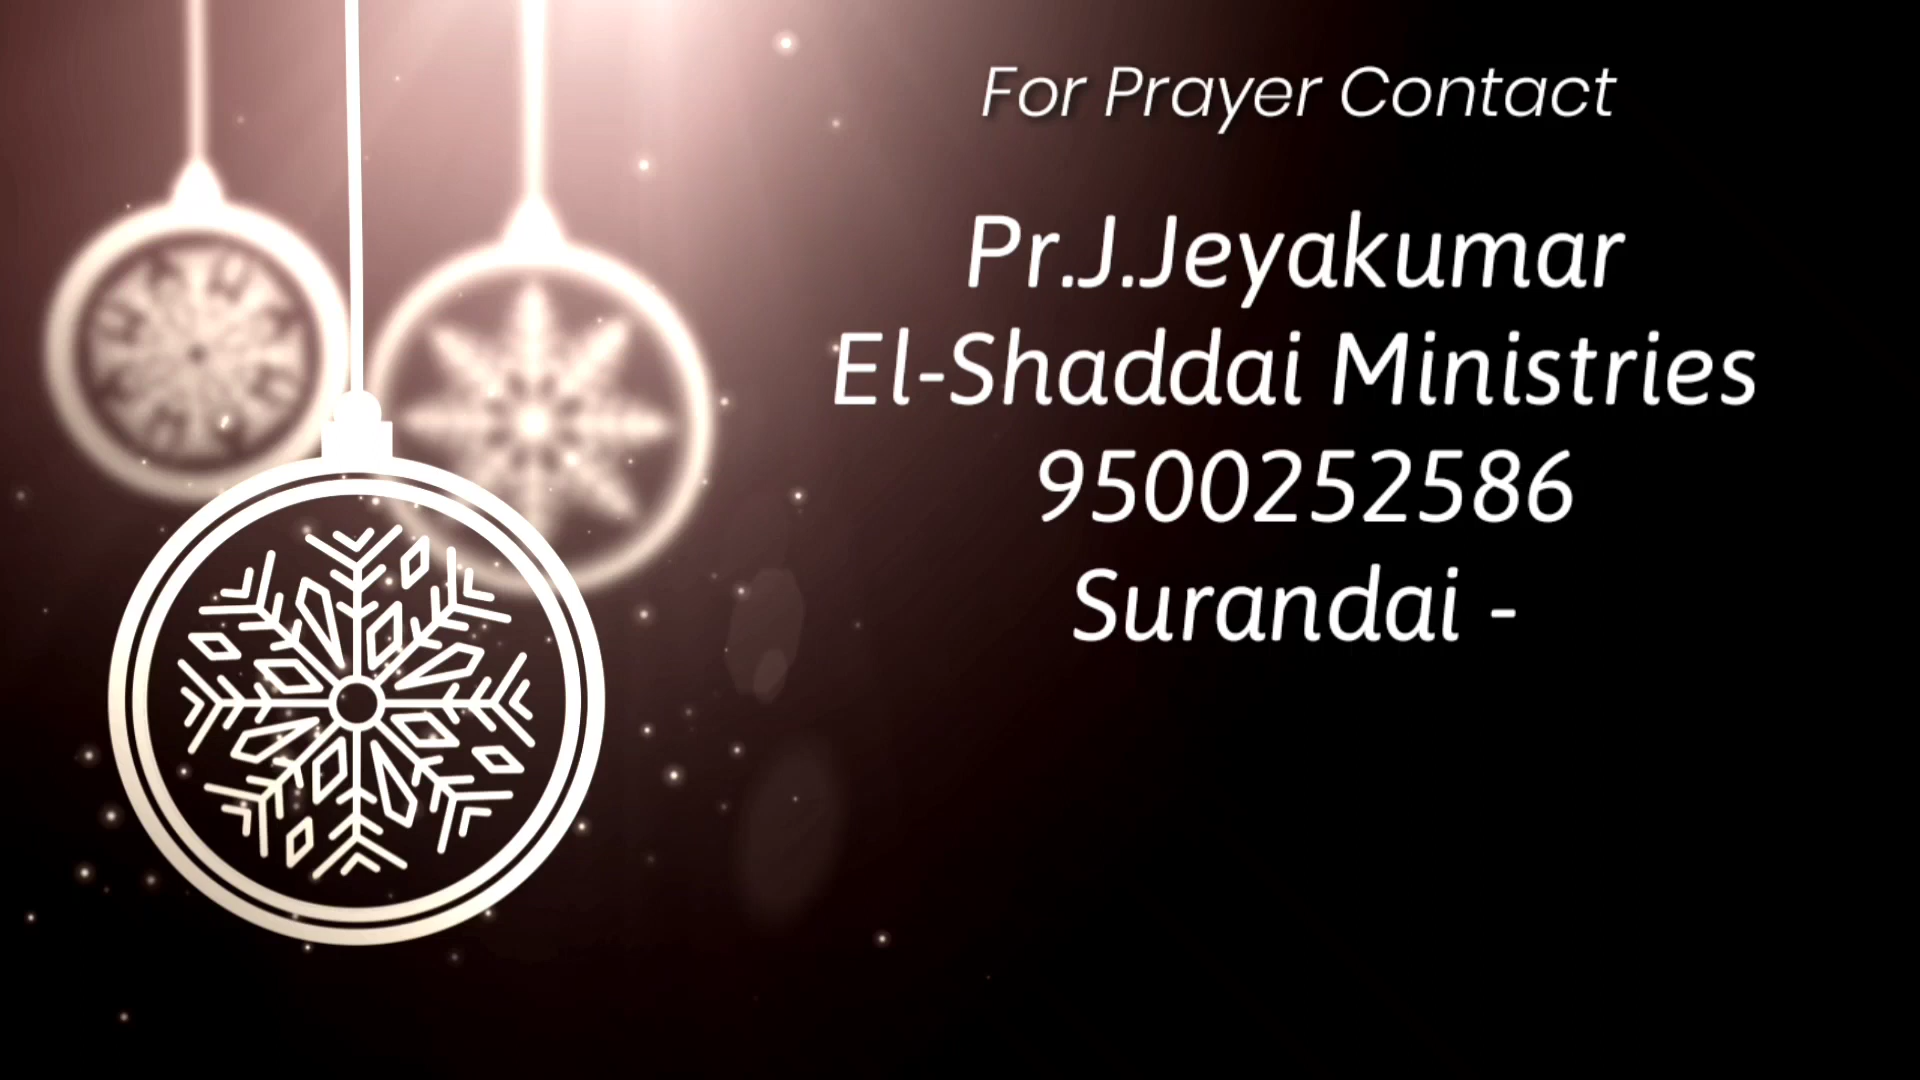 For Prayer Contact
Pr.J.Jeyakumar
El-Shaddai Ministries
9500252586
Surandai -